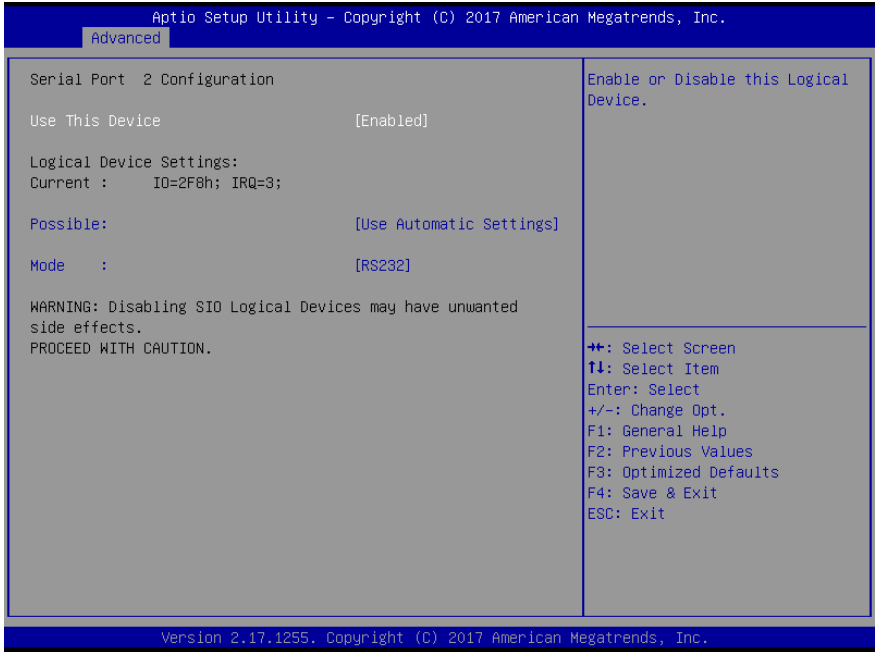 Aptio Setup Utility – Copyright (C) 2017 American Megatrends, Inc.
Advanced
Serial Port  2 Configuration
Use This Device [Enabled]
Logical Device Settings:
Current :     IO=2F8h; IRQ=3;
Possible: [Use Automatic Settings]
Mode    : [RS232]
WARNING: Disabling SIO Logical Devices may have unwanted
side effects.
PROCEED WITH CAUTION.
Enable or Disable this Logical
Device.
→←: Select Screen
↑↓: Select Item
Enter: Select
+/-: Change Opt.
F1: General Help
F2: Previous Values
F3: Optimized Defaults
F4: Save & Exit
ESC: Exit
Version 2.17.1255. Copyright (C) 2017 American Megatrends, Inc.